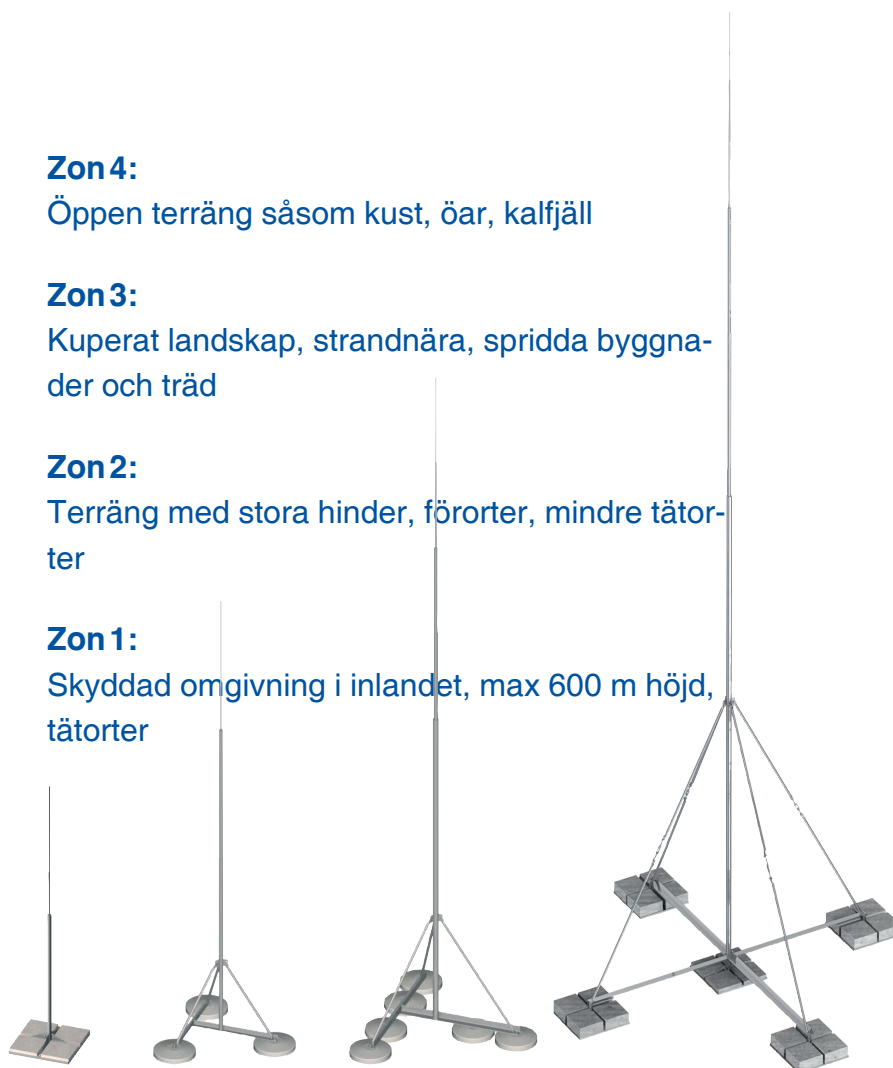 Zon 4:
Öppen terräng såsom kust, öar, kalfjäll
Zon 3:
Kuperat landskap, strandnära, spridda byggna-
der och träd
Zon 2:
Terräng med stora hinder, förorter, mindre tätor-
ter
Zon 1:
Skyddad omgivning i inlandet, max 600 m höjd,
tätorter